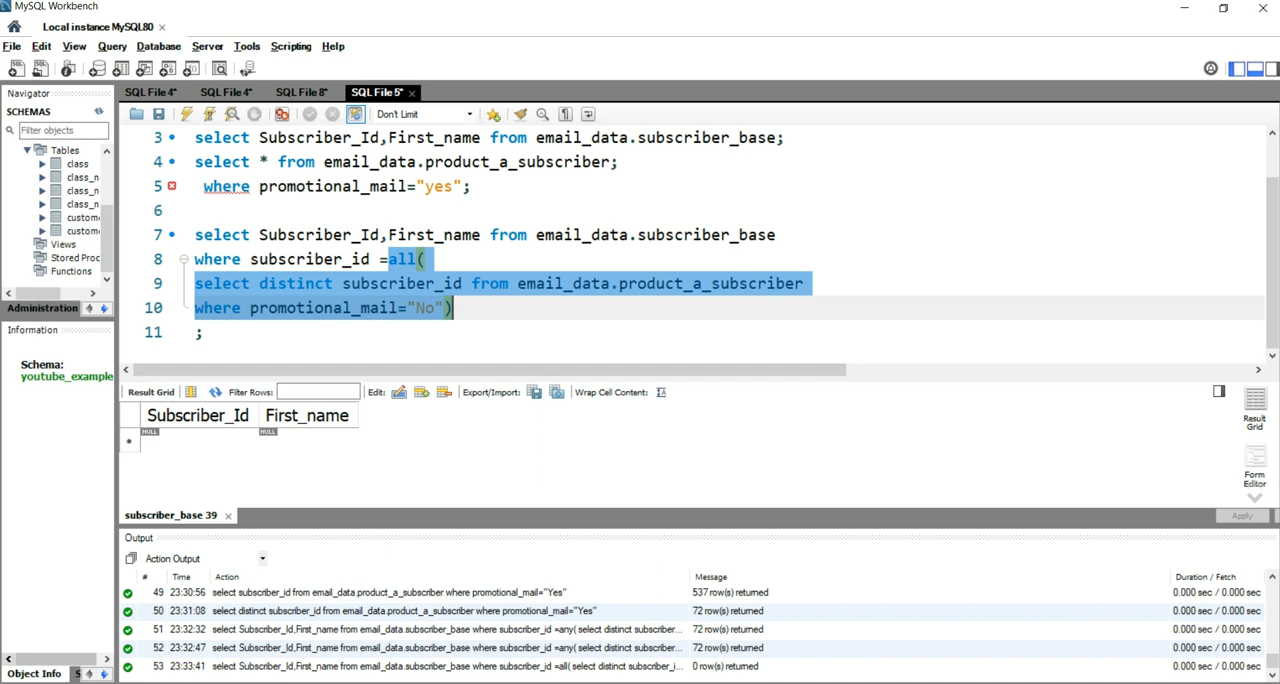 MySQL Workbench
Local instance MySQL80
File Edit View Query Database Server Tools Scripting Help
Navigator
SCHEMAS
Filter objects
Tables
class
class_n
class_n
class_n
custom
custom
Views
Stored Proc
Functions
Administration
Information
Schema:
youtube_example
Object Info S
SQL File 4* SQL File 4* SQL File 8* SQL File 5*
Don't Limit
3 select Subscriber_Id,First_name from email_data.subscriber_base;
4 select * from email_data.product_a_subscriber;
5 where promotional_mail="yes";
6
7 select Subscriber_Id,First_name from email_data.subscriber_base
8 where subscriber_id =all(
9 select distinct subscriber_id from email_data.product_a_subscriber
10 where promotional_mail="No")
11 ;
Result Grid Filter Rows: Edit: Export/Import: Wrap Cell Content:
Subscriber_Id First_name
NULL NULL
Result
Grid
Form
Editor
subscriber_base 39
Apply
Output
Action Output
# Time Action Message Duration / Fetch
49 23:30:56 select subscriber_id from email_data.product_a_subscriber where promotional_mail="Yes" 537 row(s) returned 0.000 sec / 0.000 sec
50 23:31:08 select distinct subscriber_id from email_data.product_a_subscriber where promotional_mail="Yes" 72 row(s) returned 0.000 sec / 0.000 sec
51 23:32:32 select Subscriber_Id,First_name from email_data.subscriber_base where subscriber_id =any( select distinct subscriber... 72 row(s) returned 0.000 sec / 0.000 sec
52 23:32:47 select Subscriber_Id,First_name from email_data.subscriber_base where subscriber_id =any( select distinct subscriber... 72 row(s) returned 0.000 sec / 0.000 sec
53 23:33:41 select Subscriber_Id,First_name from email_data.subscriber_base where subscriber_id =all( select distinct subscriber_i... 0 row(s) returned 0.000 sec / 0.000 sec